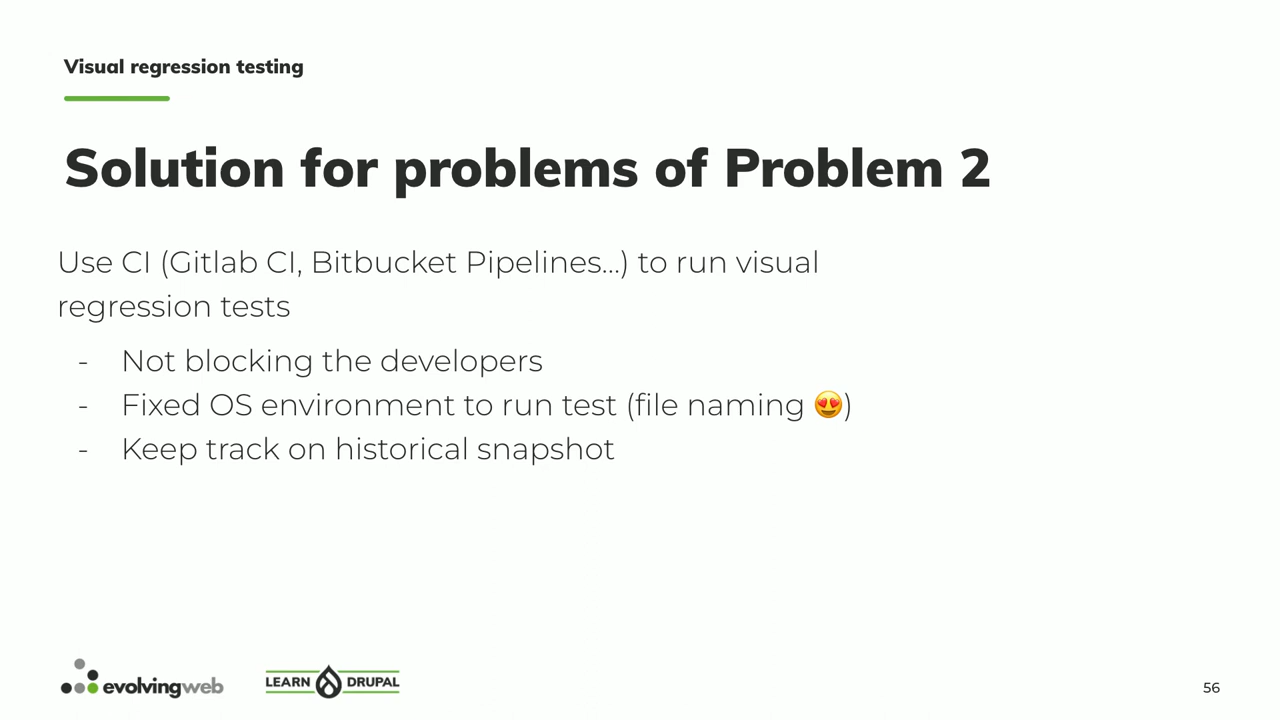 Visual regression testing
Solution for problems of Problem 2
Use CI (Gitlab CI, Bitbucket Pipelines...) to run visual
regression tests
- Not blocking the developers
- Fixed OS environment to run test (file naming 😍)
- Keep track on historical snapshot
evolvingweb
LEARN DRUPAL
56